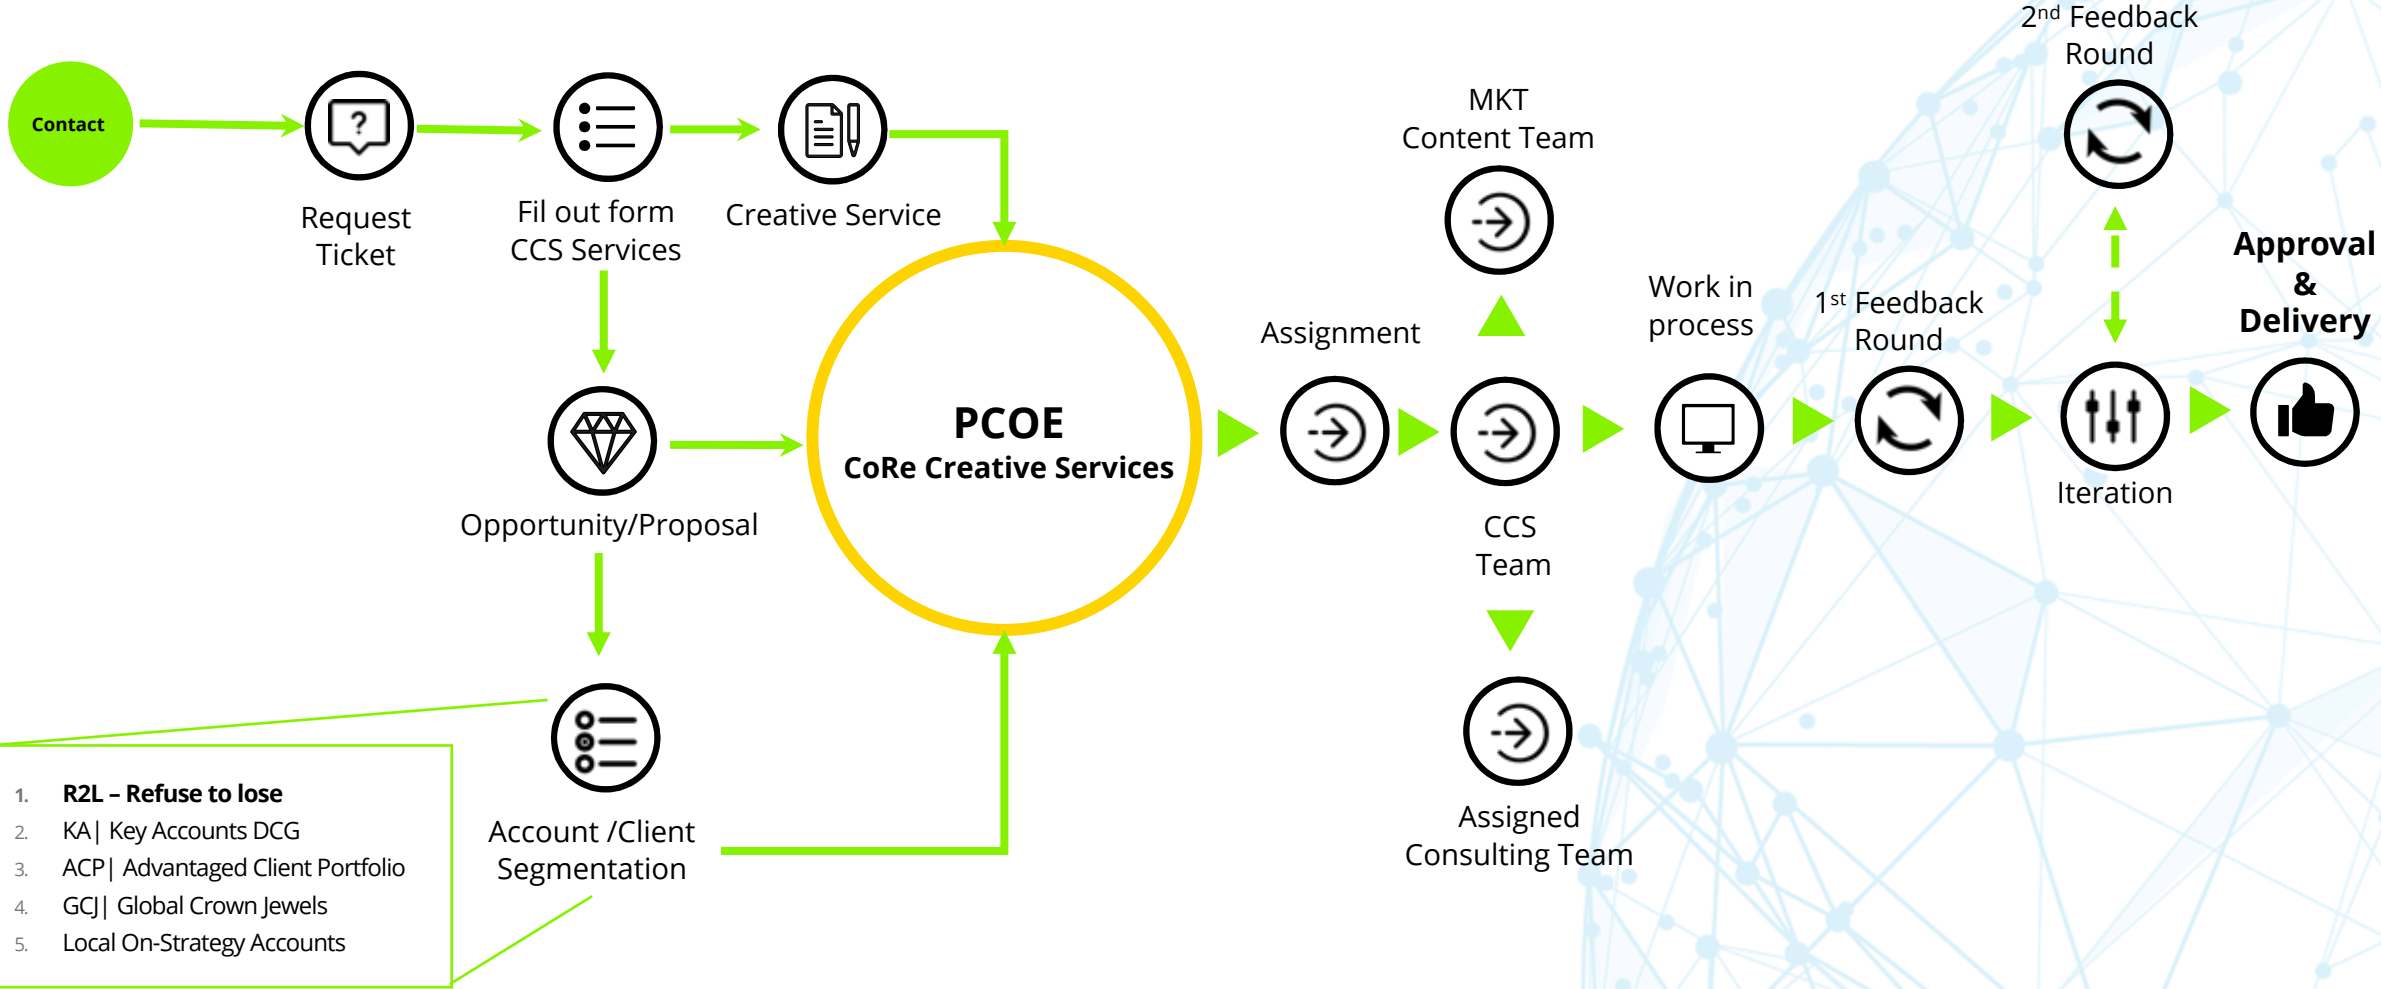 Contact
Request
Ticket
Fil out form
CCS Services
Creative Service
Opportunity/Proposal
Account /Client
Segmentation
1. R2L – Refuse to lose
2. KA| Key Accounts DCG
3. ACP| Advantaged Client Portfolio
4. GCJ| Global Crown Jewels
5. Local On-Strategy Accounts
PCOE
CoRe Creative Services
Assignment
MKT
Content Team
CCS
Team
Assigned
Consulting Team
Work in
process
1st Feedback
Round
2nd Feedback
Round
Iteration
Approval
&
Delivery
?